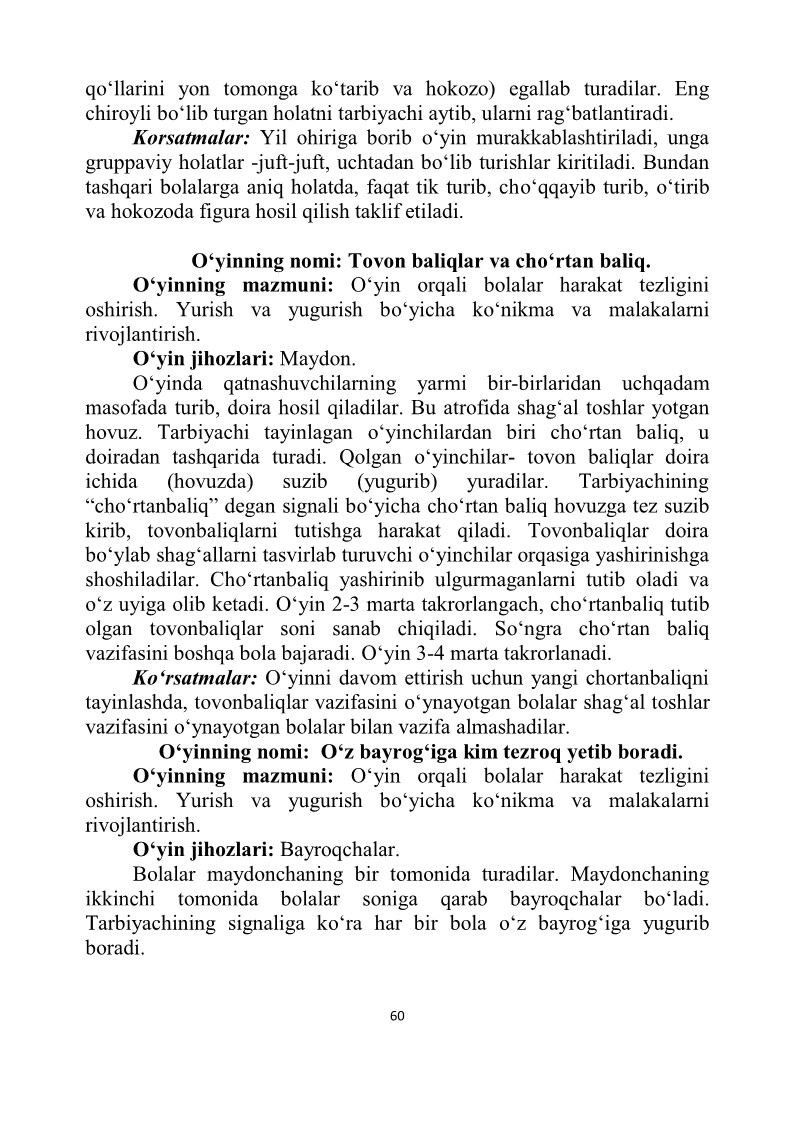 qo‘llarini yon tomonga ko‘tarib va hokozo) egallab turadilar. Eng
chiroyli bo‘lib turgan holatni tarbiyachi aytib, ularni rag‘batlantiradi.
Korsatmalar: Yil ohiriga borib o‘yin murakkablashtiriladi, unga
gruppaviy holatlar -juft-juft, uchtadan bo‘lib turishlar kiritiladi. Bundan
tashqari bolalarga aniq holatda, faqat tik turib, cho‘qqayib turib, o‘tirib
va hokozoda figura hosil qilish taklif etiladi.
O‘yinning nomi: Tovon baliqlar va cho‘rtan baliq.
O‘yinning mazmuni: O‘yin orqali bolalar harakat tezligini
oshirish. Yurish va yugurish bo‘yicha ko‘nikma va malakalarni
rivojlantirish.
O‘yin jihozlari: Maydon.
O‘yinda qatnashuvchilarning yarmi bir-birlaridan uchqadam
masofada turib, doira hosil qiladilar. Bu atrofida shag‘al toshlar yotgan
hovuz. Tarbiyachi tayinlagan o‘yinchilardan biri cho‘rtan baliq, u
doiradan tashqarida turadi. Qolgan o‘yinchilar- tovon baliqlar doira
ichida (hovuzda) suzib (yugurib) yuradilar. Tarbiyachining
“cho‘rtanbaliq” degan signali bo‘yicha cho‘rtan baliq hovuzga tez suzib
kirib, tovonbaliqlarni tutishga harakat qiladi. Tovonbaliqlar doira
bo‘ylab shag‘allarni tasvirlab turuvchi o‘yinchilar orqasiga yashirinishga
shoshiladilar. Cho‘rtanbaliq yashirinib ulgurmaganlarni tutib oladi va
o‘z uyiga olib ketadi. O‘yin 2-3 marta takrorlangach, cho‘rtanbaliq tutib
olgan tovonbaliqlar soni sanab chiqiladi. So‘ngra cho‘rtan baliq
vazifasini boshqa bola bajaradi. O‘yin 3-4 marta takrorlanadi.
Ko‘rsatmalar: O‘yinni davom ettirish uchun yangi chortanbaliqni
tayinlashda, tovonbaliqlar vazifasini o‘ynayotgan bolalar shag‘al toshlar
vazifasini o‘ynayotgan bolalar bilan vazifa almashadilar.
O‘yinning nomi:  O‘z bayrog‘iga kim tezroq yetib boradi.
O‘yinning mazmuni: O‘yin orqali bolalar harakat tezligini
oshirish. Yurish va yugurish bo‘yicha ko‘nikma va malakalarni
rivojlantirish.
O‘yin jihozlari: Bayroqchalar.
Bolalar maydonchaning bir tomonida turadilar. Maydonchaning
ikkinchi tomonida bolalar soniga qarab bayroqchalar bo‘ladi.
Tarbiyachining signaliga ko‘ra har bir bola o‘z bayrog‘iga yugurib
boradi.
60